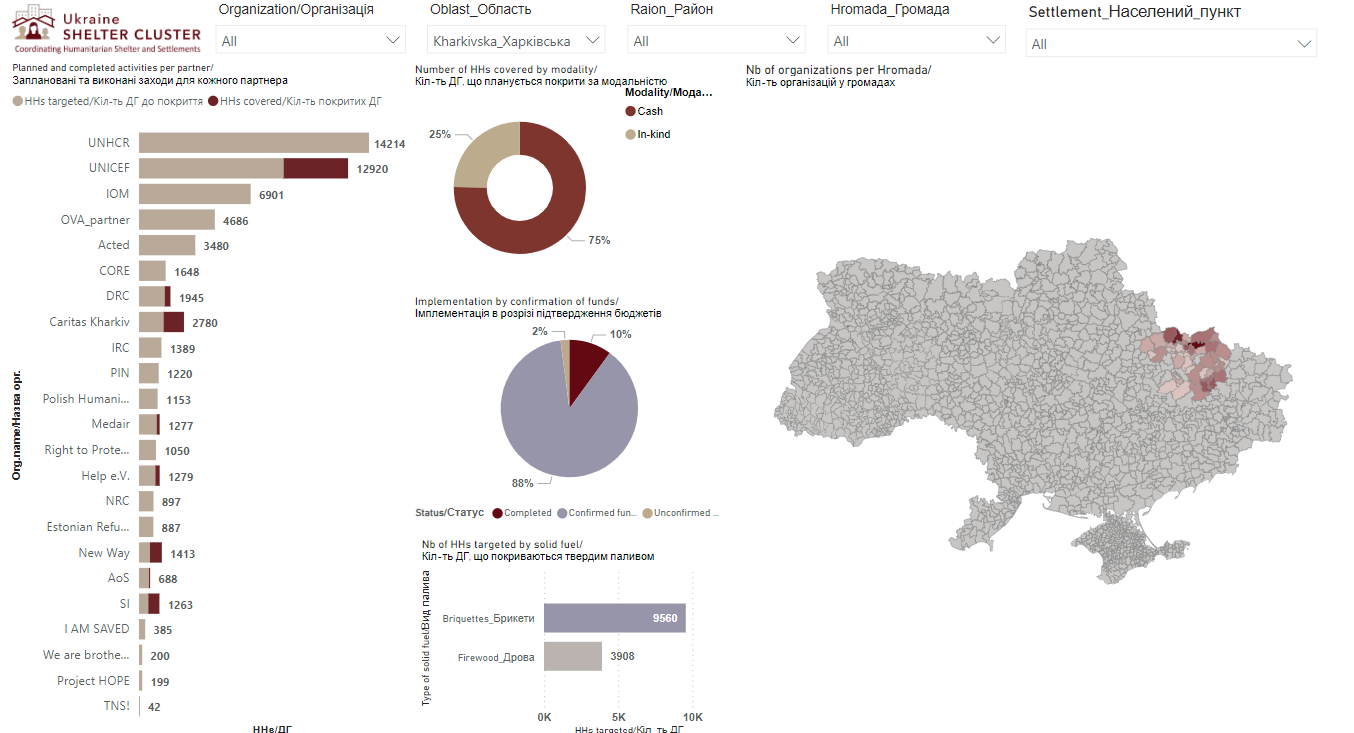 Ukraine
SHELTER CLUSTER
Coordinating Humanitarian Shelter and Settlements
Organization/Організація
All
Oblast_Область
Kharkivska_Харківська
Raion_Район
All
Hromada_Громада
All
Settlement_Населений_пункт
All
Planned and completed activities per partner/
Заплановані та виконані заходи для кожного партнера
HHs targeted/Кіл-ть ДГ до покриття
HHs covered/Кіл-ть покритих ДГ
Org.name/Назва орг.
UNHCR 14214
UNICEF 12920
IOM 6901
OVA_partner 4686
Acted 3480
CORE 1648
DRC 1945
Caritas Kharkiv 2780
IRC 1389
PIN 1220
Polish Humani... 1153
Medair 1277
Right to Prote... 1050
Help e.V. 1279
NRC 897
Estonian Refu... 887
New Way 1413
AoS 688
SI 1263
I AM SAVED 385
We are brothe... 200
Project HOPE 199
TNS! 42
HHв/ДГ
Number of HHs covered by modality/
Кіл-ть ДГ, що планується покрити за модальністю
Modality/Мода...
Cash
In-kind
25%
75%
Implementation by confirmation of funds/
Імплементація в розрізі підтвердження бюджетів
2%
10%
88%
Status/Статус
Completed
Confirmed fun...
Unconfirmed ...
Nb of HHs targeted by solid fuel/
Кіл-ть ДГ, що покриваються твердим паливом
Type of solid fuel/Вид палива
Briquettes_Брикети 9560
Firewood_Дрова 3908
0K 5K 10K
HHs targeted/Кіл_ть ДГ
Nb of organizations per Hromada/
Кіл-ть організацій у громадах